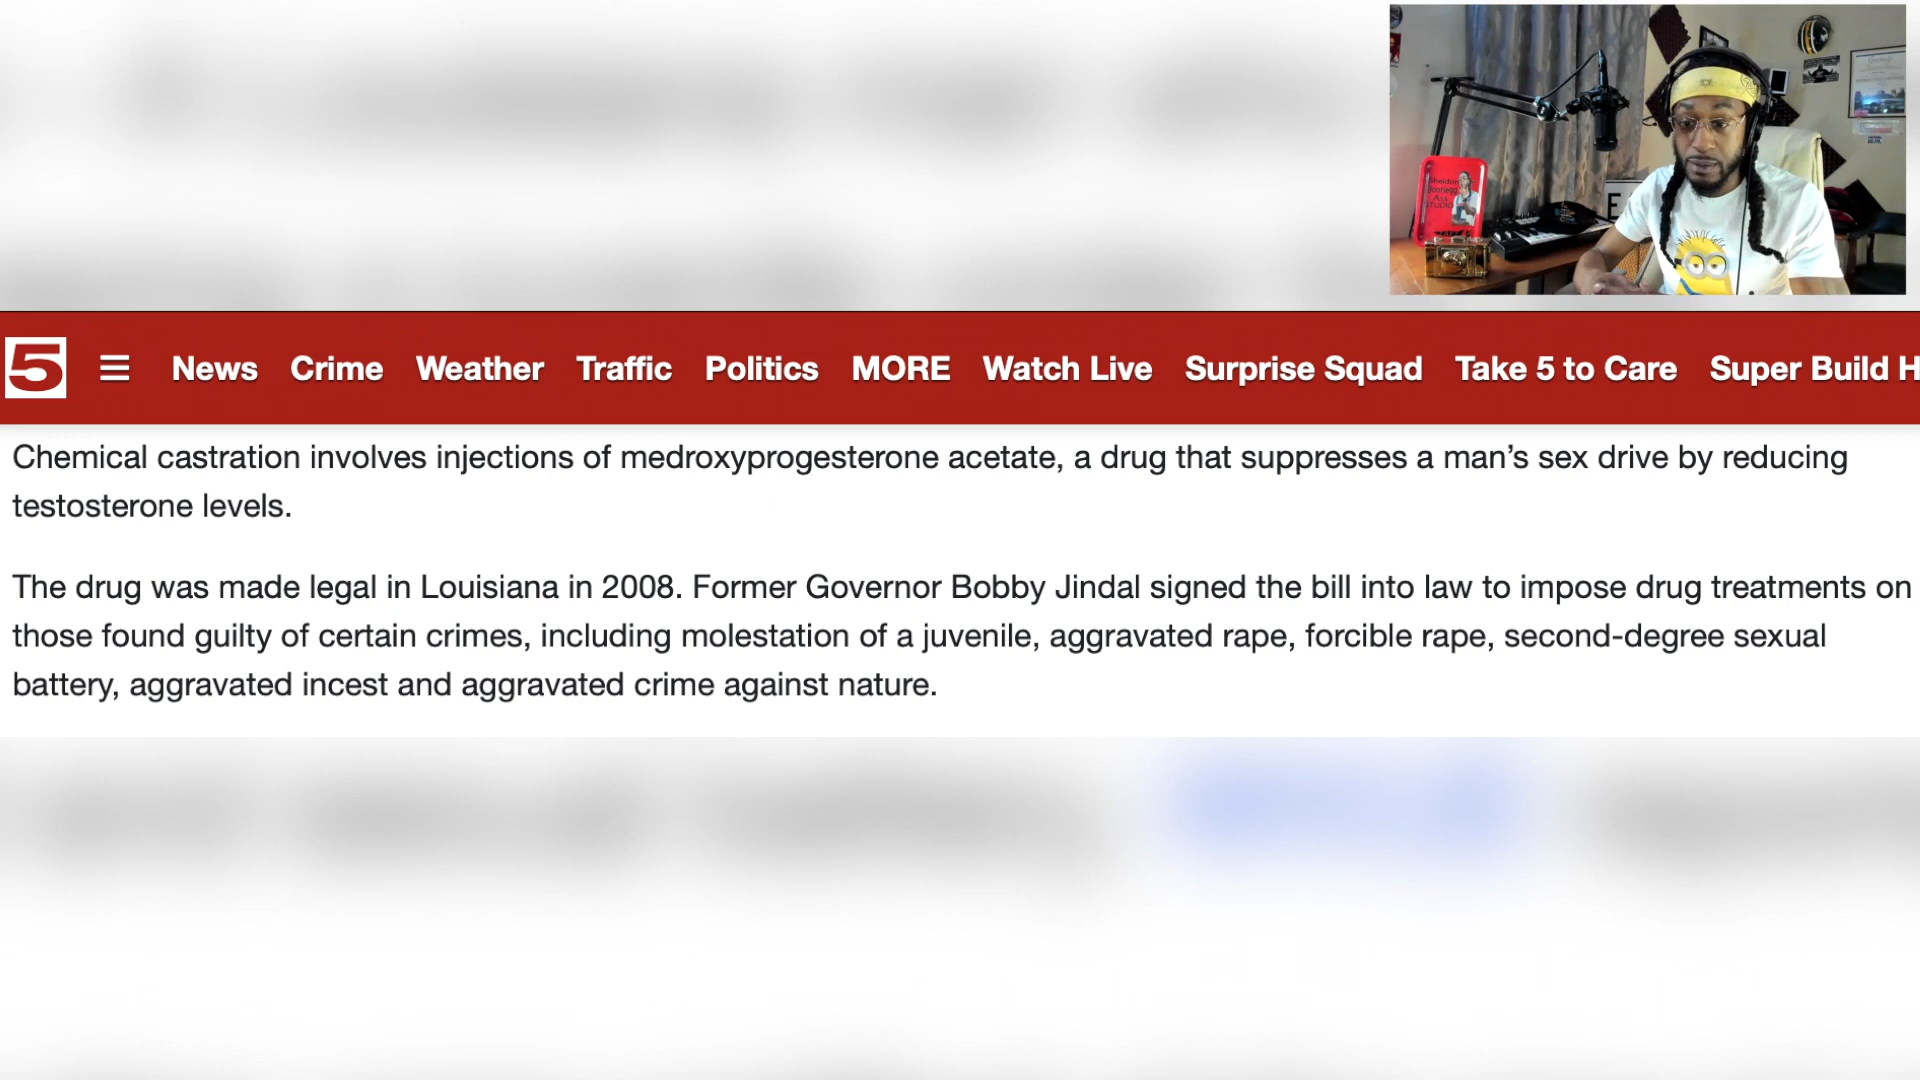 Sheldon
Bootlegg
STUDIO
E
5 News Crime Weather Traffic Politics MORE Watch Live Surprise Squad Take 5 to Care Super Build H
Chemical castration involves injections of medroxyprogesterone acetate, a drug that suppresses a man’s sex drive by reducing
testosterone levels.
The drug was made legal in Louisiana in 2008. Former Governor Bobby Jindal signed the bill into law to impose drug treatments on
those found guilty of certain crimes, including molestation of a juvenile, aggravated rape, forcible rape, second-degree sexual
battery, aggravated incest and aggravated crime against nature.